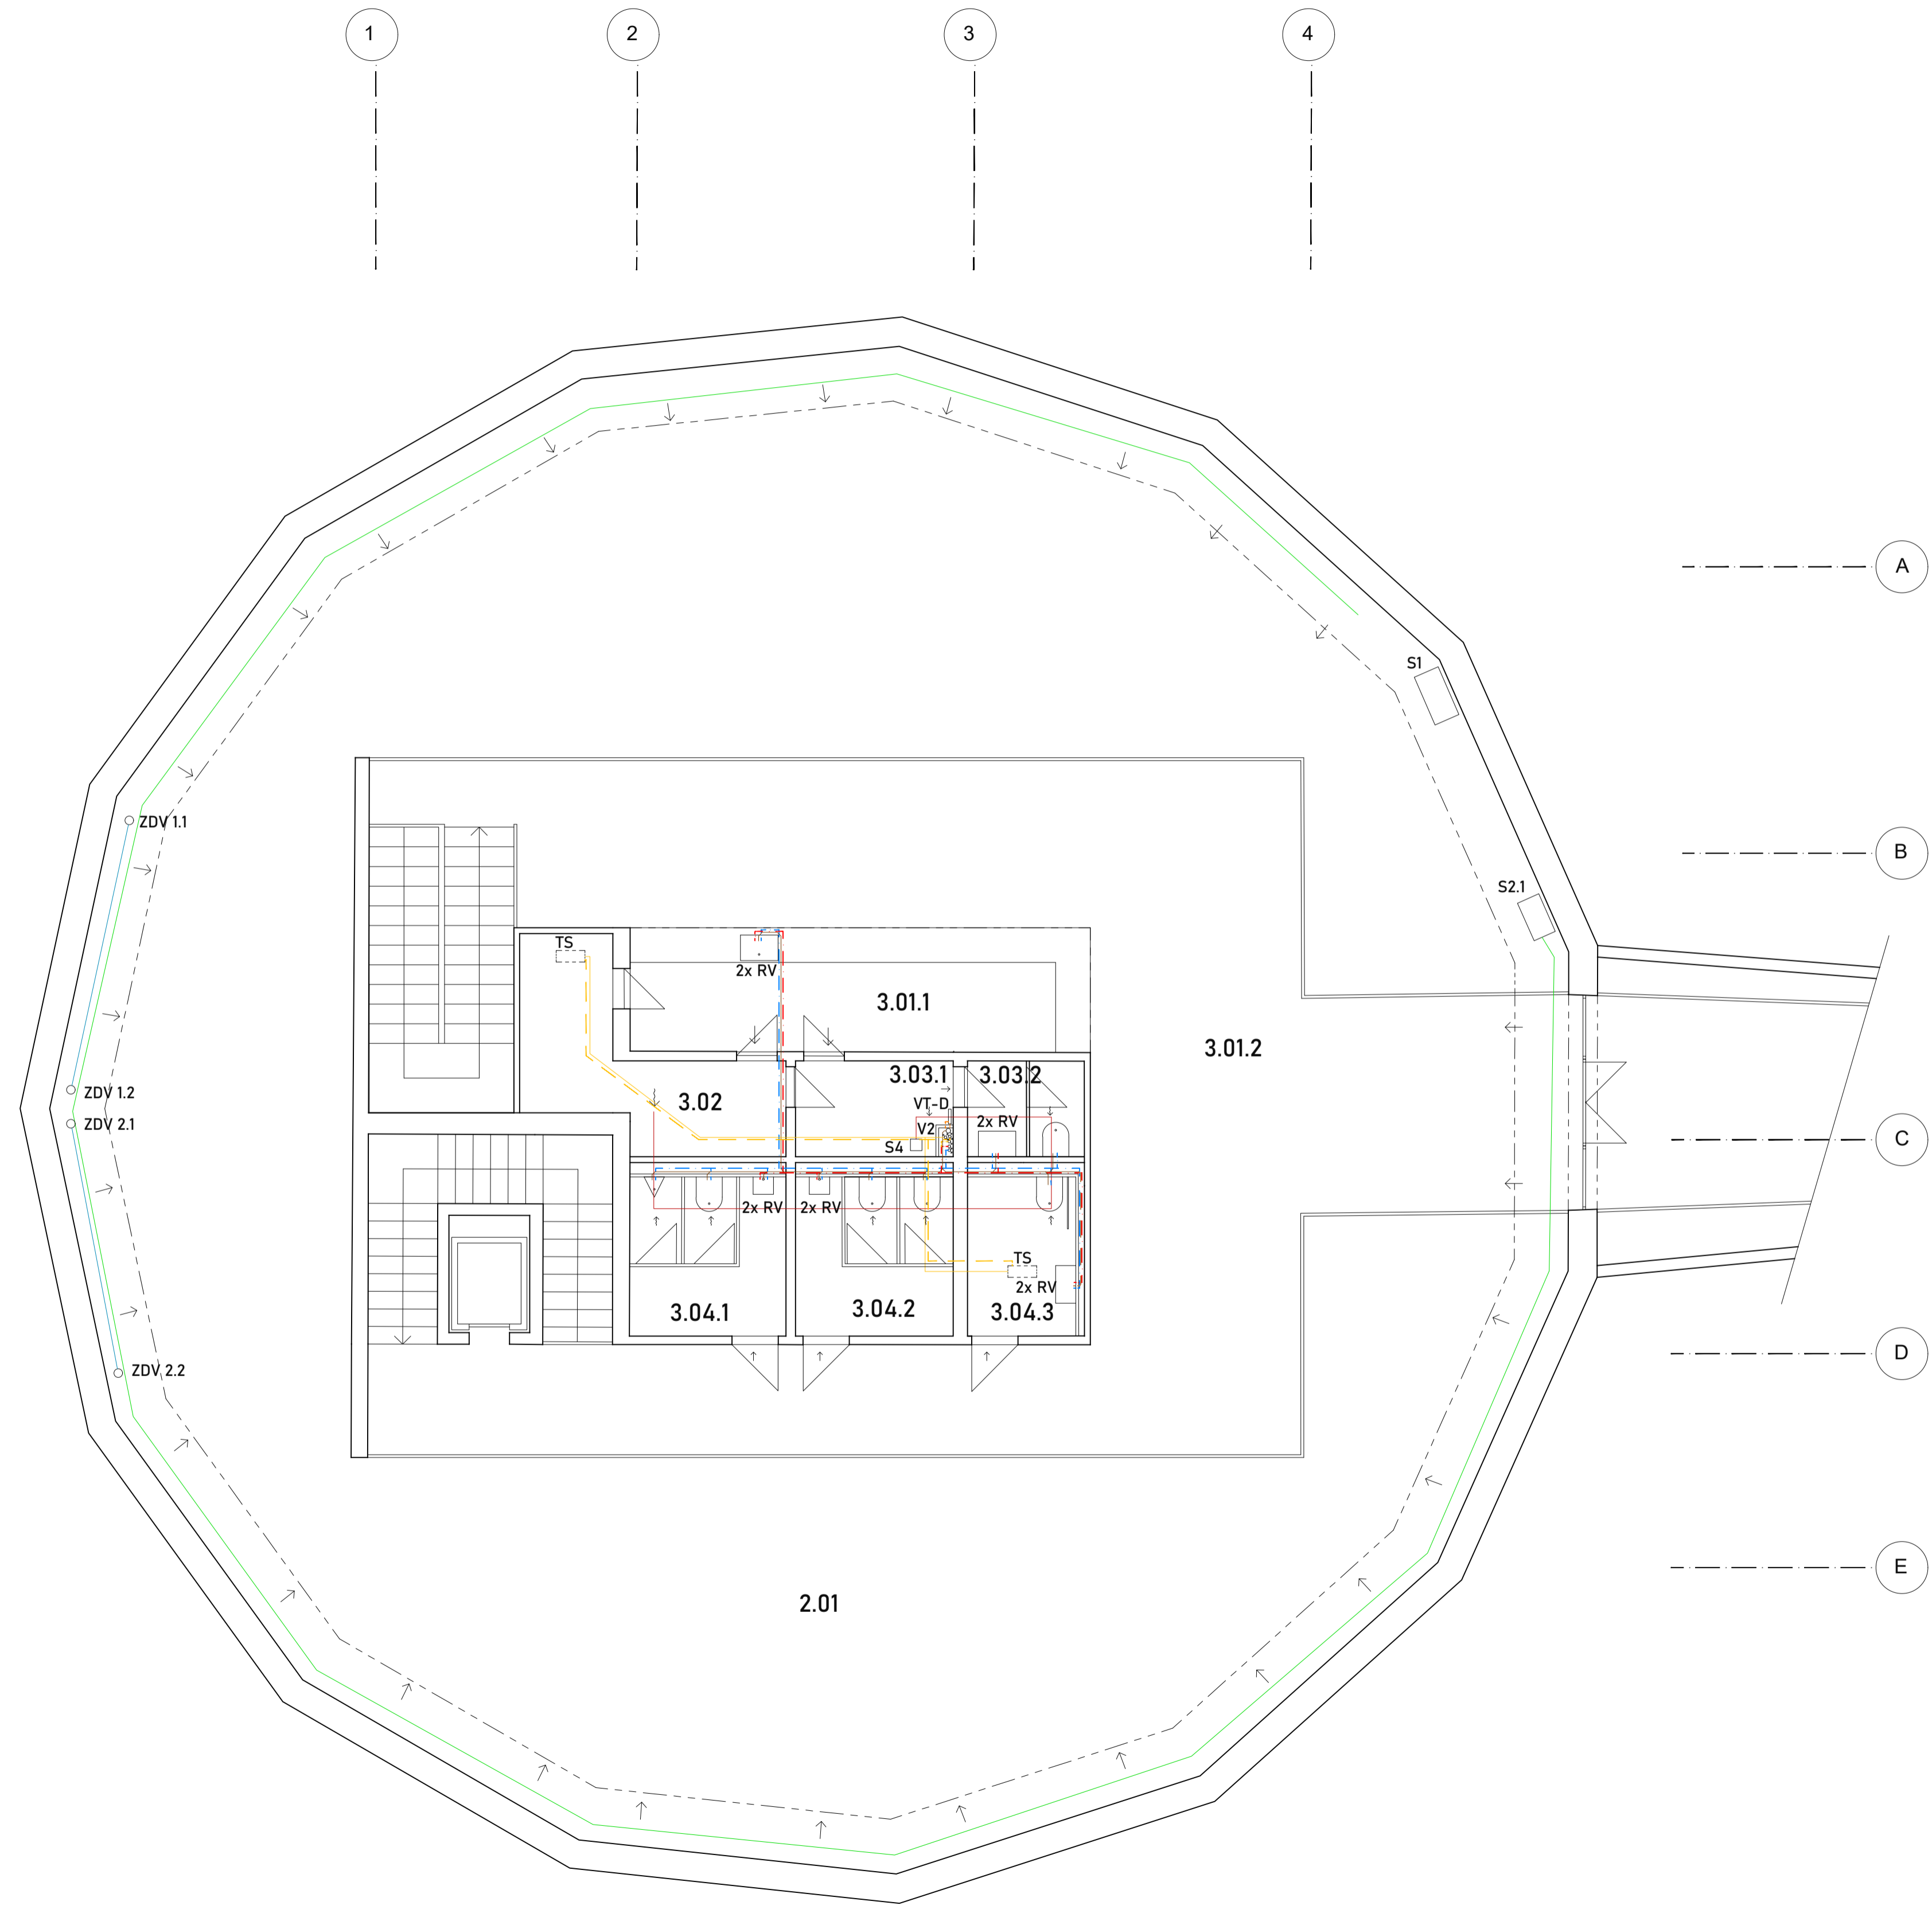 1 2 3 4
A
S1
ZDV 1.1
B
S2.1
TS
2x RV
3.01.1
3.01.2
3.03.1 3.03.2
ZDV 1.2
3.02
VT-D
ZDV 2.1
V2
2x RV
S4
C
2x RV 2x RV
TS
2x RV
3.04.1 3.04.2 3.04.3
D
ZDV 2.2
E
2.01